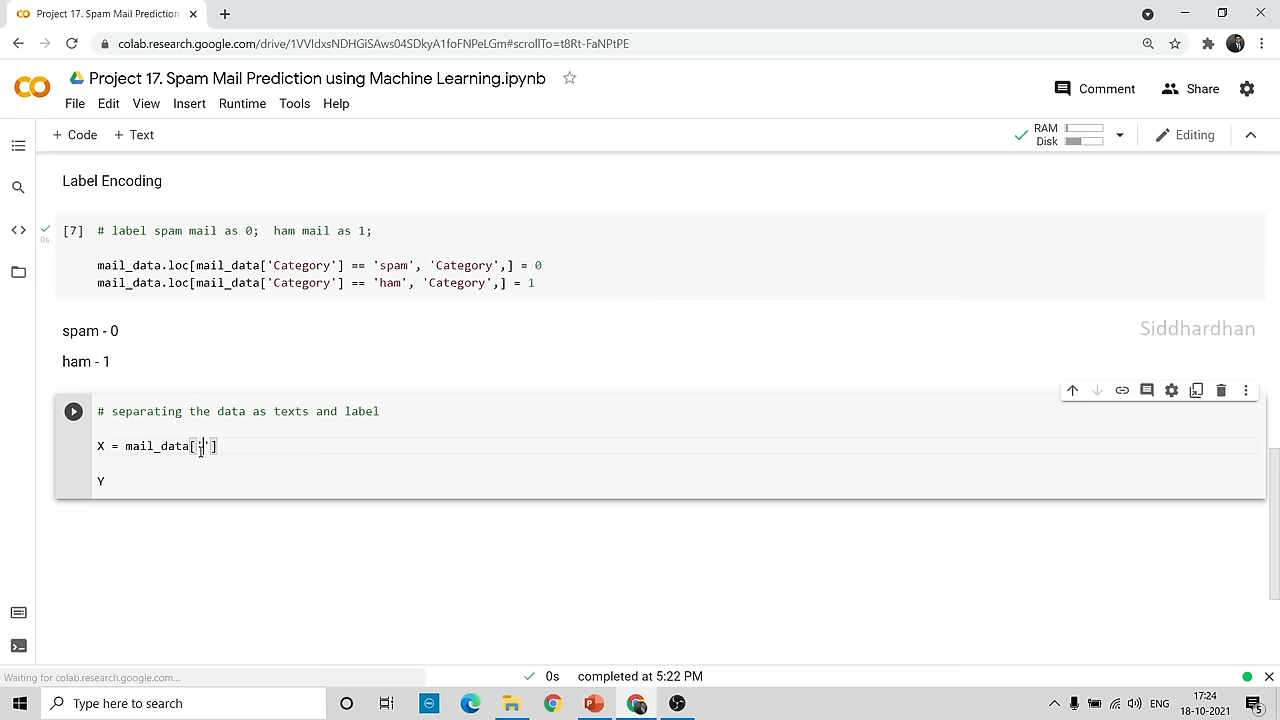 Project 17. Spam Mail Prediction
colab.research.google.com/drive/1VVIdxsNDHGiSAws04SDkyA1foFNPeLGm#scrollTo=t8Rt-FaNPtPE
Project 17. Spam Mail Prediction using Machine Learning.ipynb
Comment
Share
File Edit View Insert Runtime Tools Help
+ Code + Text
RAM
Disk
Editing
Label Encoding
[7] # label spam mail as 0;  ham mail as 1;
0s
mail_data.loc[mail_data['Category'] == 'spam', 'Category',] = 0
mail_data.loc[mail_data['Category'] == 'ham', 'Category',] = 1
spam - 0
Siddhardhan
ham - 1
# separating the data as texts and label
X = mail_data['']
Y
0s completed at 5:22 PM
Waiting for colab.research.google.com...
Type here to search
ENG
17:24
18-10-2021
5